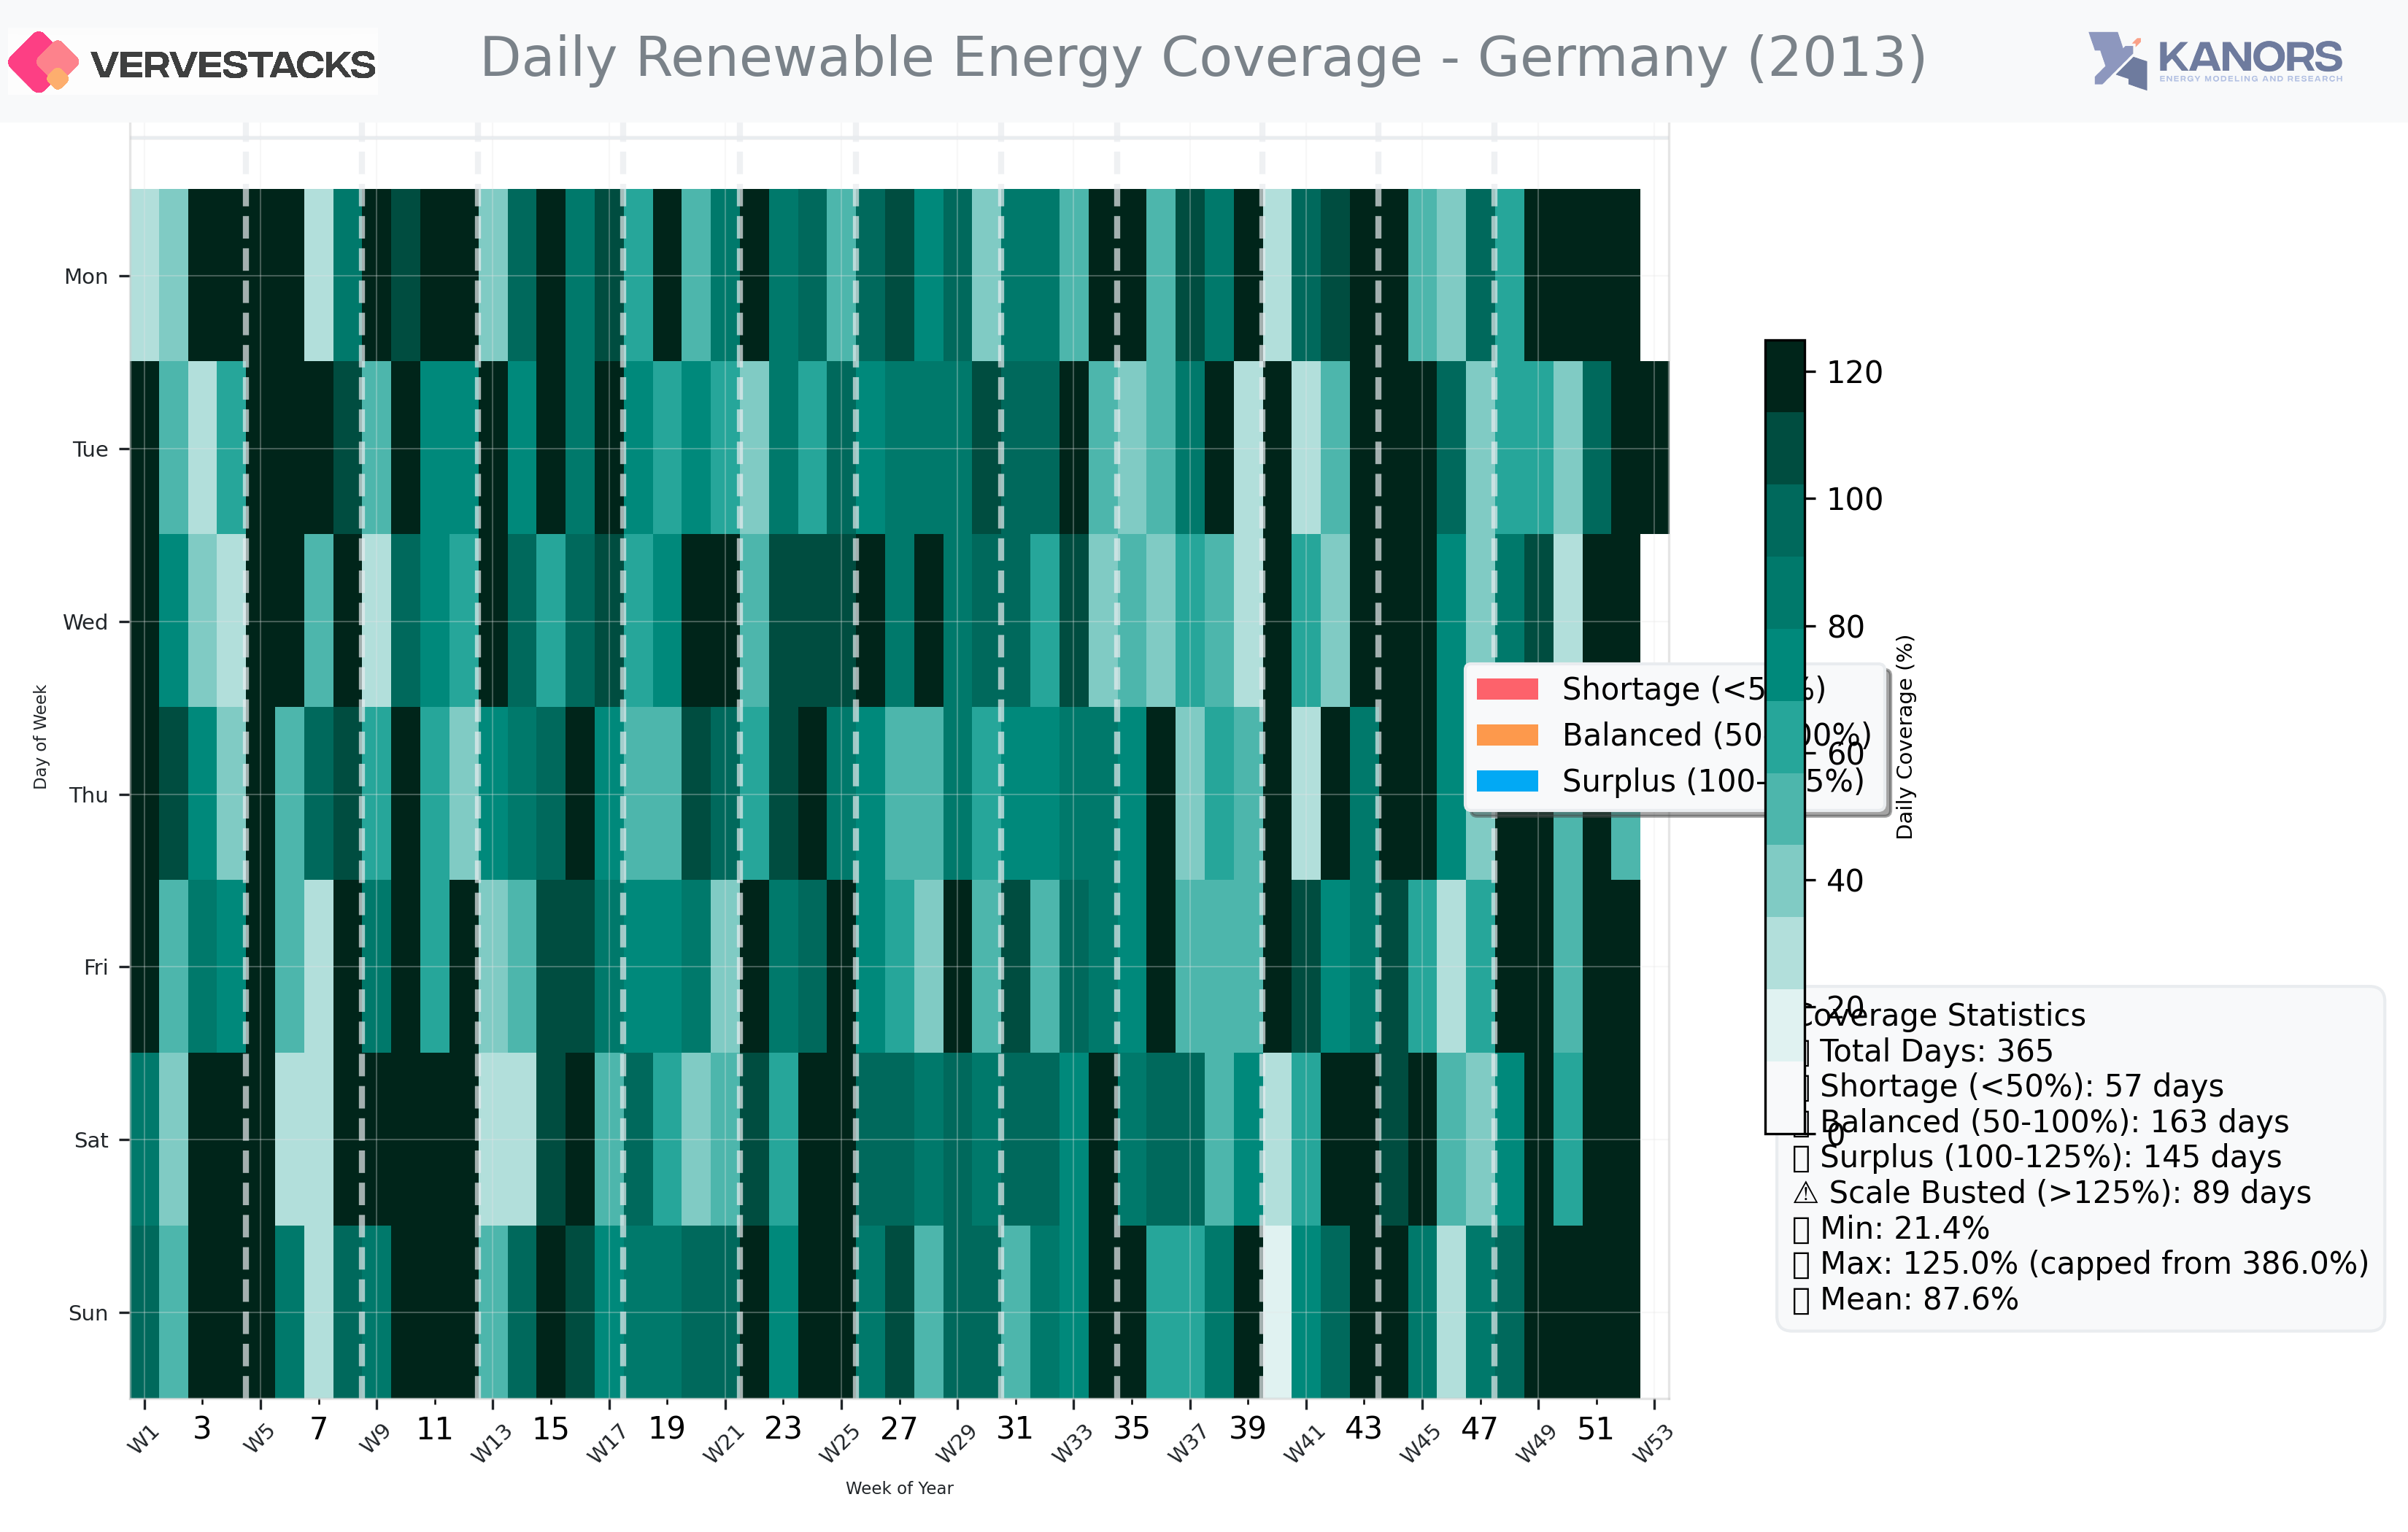 VERVESTACKS
Daily Renewable Energy Coverage - Germany (2013)
KANORS
ENERGY MODELING AND RESEARCH
Mon
Tue
Wed
Thu
Fri
Sat
Sun
Day of Week
W1
3
W5
7
W9
11
W13
15
W17
19
W21
23
W25
27
W29
31
W33
35
W37
39
W41
43
W45
47
W49
51
W53
Week of Year
Shortage (<5 %)
Balanced (50 00%)
Surplus (100- 5%)
120
100
80
60
40
20
0
Daily Coverage (%)
Coverage Statistics
Total Days: 365
Shortage (<50%): 57 days
Balanced (50-100%): 163 days
Surplus (100-125%): 145 days
⚠ Scale Busted (>125%): 89 days
Min: 21.4%
Max: 125.0% (capped from 386.0%)
Mean: 87.6%